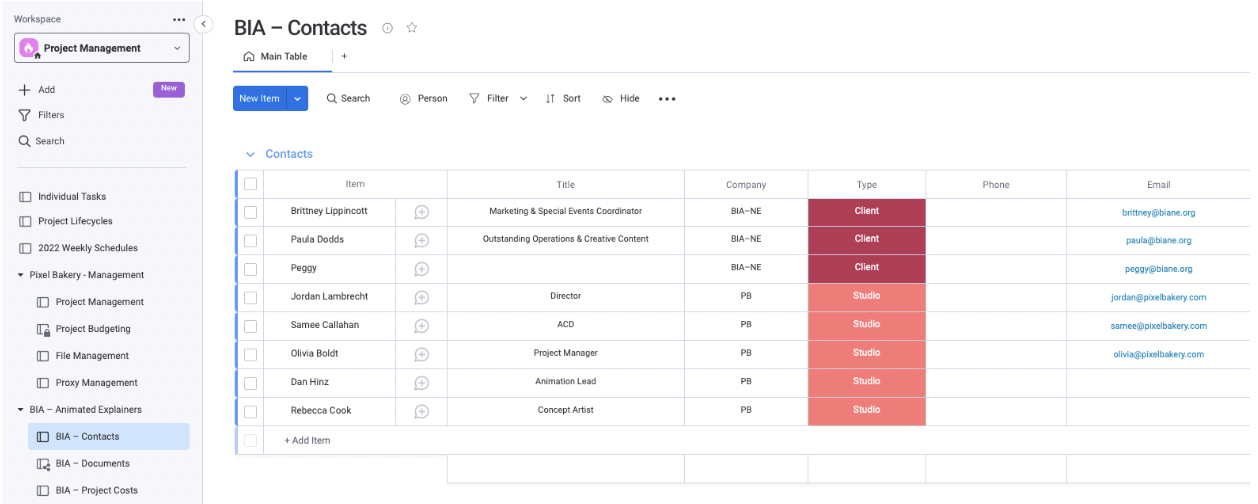 Workspace
Project Management
Add New
Filters
Search
Individual Tasks
Project Lifecycles
2022 Weekly Schedules
Pixel Bakery - Management
Project Management
Project Budgeting
File Management
Proxy Management
BIA – Animated Explainers
BIA – Contacts
BIA – Documents
BIA – Project Costs
BIA – Contacts
Main Table +
New Item Search Person Filter Sort Hide
Contacts
Item Title Company Type Phone Email
Brittney Lippincott Marketing & Special Events Coordinator BIA–NE Client brittney@biane.org
Paula Dodds Outstanding Operations & Creative Content BIA–NE Client paula@biane.org
Peggy BIA–NE Client peggy@biane.org
Jordan Lambrecht Director PB Studio jordan@pixelbakery.com
Samee Callahan ACD PB Studio samee@pixelbakery.com
Olivia Boldt Project Manager PB Studio olivia@pixelbakery.com
Dan Hinz Animation Lead PB Studio
Rebecca Cook Concept Artist PB Studio
+ Add Item